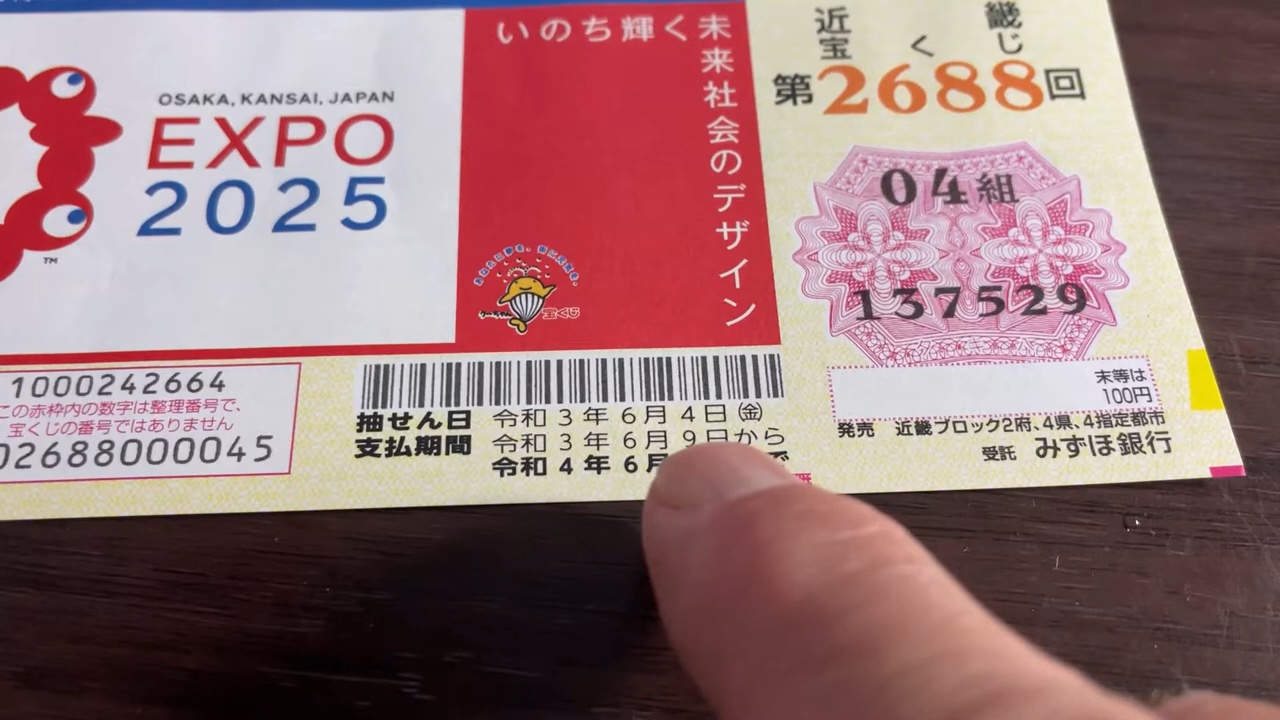 OSAKA, KANSAI, JAPAN
EXPO
2025
TM
いのち輝く未来社会のデザイン
宝くじ
近畿
宝くじ
第2688回
04組
137529
末等は
100円
発売 近畿ブロック2府、4県、4指定都市
受託 みずほ銀行
1000242664
この赤枠内の数字は整理番号で、
宝くじの番号ではありません
02688000045
抽せん日 令和 3 年 6 月 4 日(金)
支払期間 令和 3 年 6 月 9 日から
令和 4 年 6 月